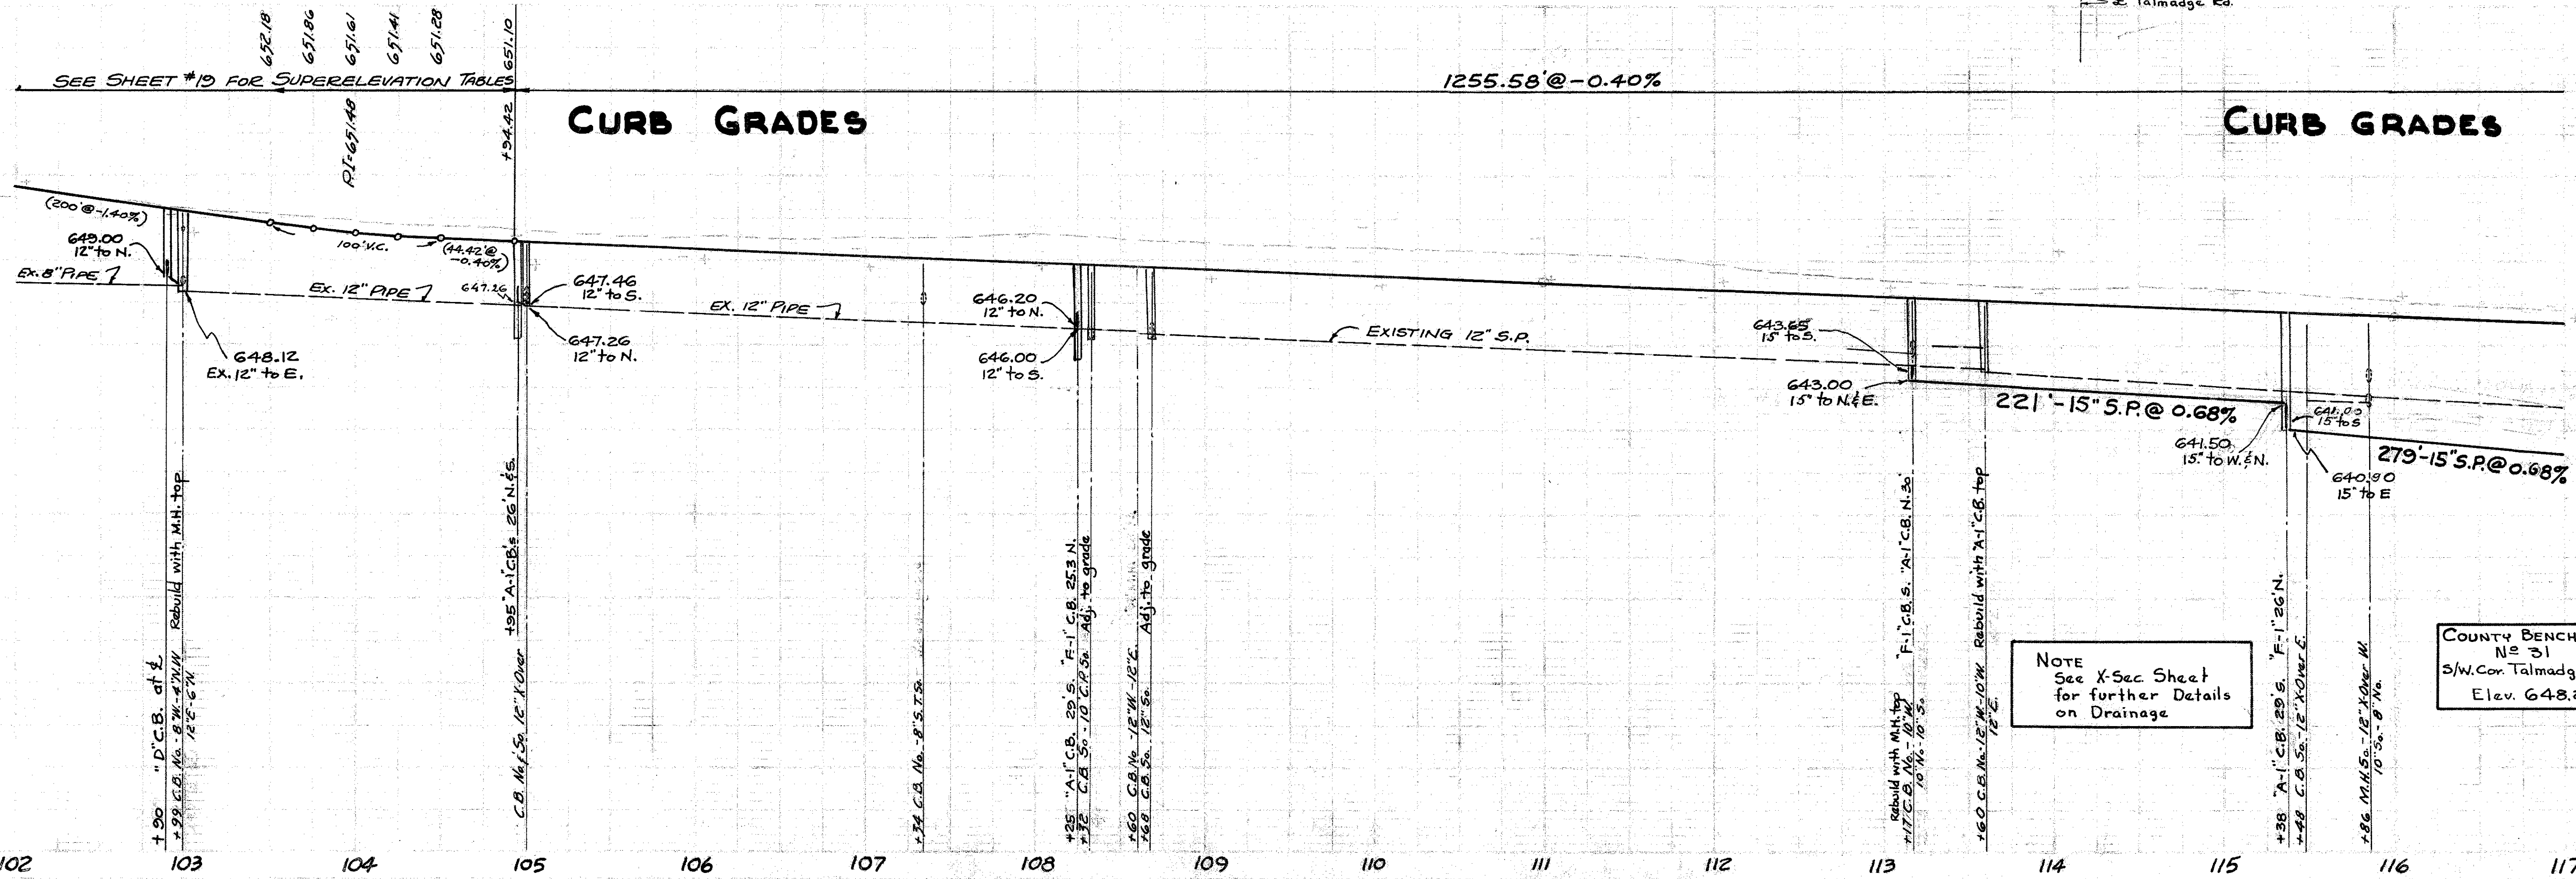 ℄ Talmadge Rd.
652.18
651.86
651.61
651.41
651.28
651.10
SEE SHEET #19 FOR SUPERELEVATION TABLES
1255.58'@-0.40%
P.I=651.48
+94.42
CURB GRADES
CURB GRADES
(200'@-1.40%)
649.00
12" to N.
EX. 8" PIPE
100' V.C.
(44.42'@
-0.40%)
EX. 12" PIPE
647.26
647.46
12" to S.
EX. 12" PIPE
646.20
12" to N.
EXISTING 12" S.P.
643.65
15" to S.
648.12
EX. 12" to E.
647.26
12" to N.
646.00
12" to S.
643.00
15" to N.&E.
221'-15" S.P.@ 0.68%
641.00
15" to S
641.50
15" to W.&N.
279'-15" S.P.@ 0.68%
640.90
15" to E
+90 "D" C.B. at ℄
+99 C.B. No.-8"W.-4"N.W Rebuild with M.H. top
12"E-6"N.
+95 "A-1" C.B's 26' N.&S.
C.B. No.&So. 12" X-Over
+34 C.B. No.-8" S.T. So.
+25 "A-1" C.B. 29' S. "F-1" C.B. 25.3 N.
+32 C.B. So-10" C.P. So. Adj. to grade
+60 C.B. No-12"W.-12"E.
+68 C.B. So. 12" So. Adj. to grade
Rebuild with M.H. top
+17 C.B. No.-10"W. "F-1" C.B. S. "A-1" C.B. N. 30'
10" No-10" So.
+60 C.B. No-12"W.-10"W Rebuild with "A-1" C.B. top
12"E.
+38 "A-1" C.B. 29' S. "F-1" 26' N.
+48 C.B. So.-12" X-Over E.
+86 M.H. So.-12" X-Over W.
10" So.-8" No.
NOTE
See X-Sec. Sheet
for further Details
on Drainage
COUNTY BENCH
Nº 31
S/W. Cor. Talmadg
Elev. 648.
102 103 104 105 106 107 108 109 110 111 112 113 114 115 116 117